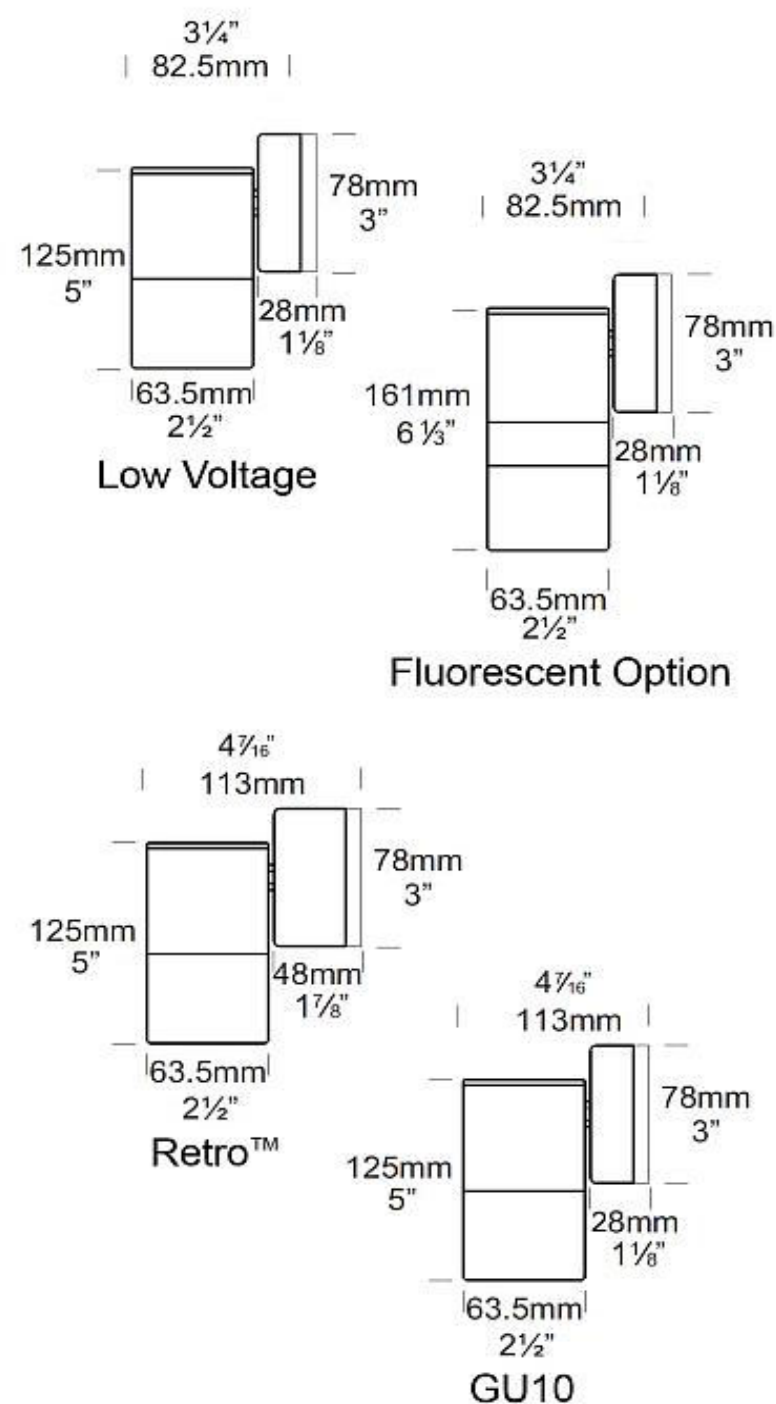 3¼”
82.5mm
78mm
3”
125mm
5”
28mm
1⅛”
63.5mm
2½”
Low Voltage
3¼”
82.5mm
78mm
3”
161mm
6⅓”
28mm
1⅛”
63.5mm
2½”
Fluorescent Option
4⁷⁄₁₆”
113mm
78mm
3”
125mm
5”
48mm
1⅞”
63.5mm
2½”
Retro™
4⁷⁄₁₆”
113mm
78mm
3”
125mm
5”
28mm
1⅛”
63.5mm
2½”
GU10